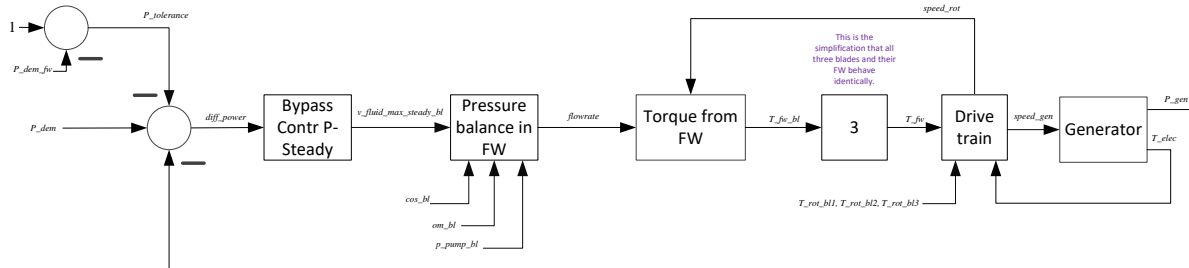 speed_rot
P_tolerance
1
P_dem_fw
This is the
simplification that all
three blades and their
FW behave
identically.
P_gen
P_dem
diff_power
Bypass
Contr P-
Steady
v_fluid_max_steady_bl
Pressure
balance in
FW
flowrate
Torque from
FW
T_fw_bl
3
T_fw
Drive
train
speed_gen
Generator
T_elec
cos_bl
om_bl
p_pump_bl
T_rot_bl1, T_rot_bl2, T_rot_bl3